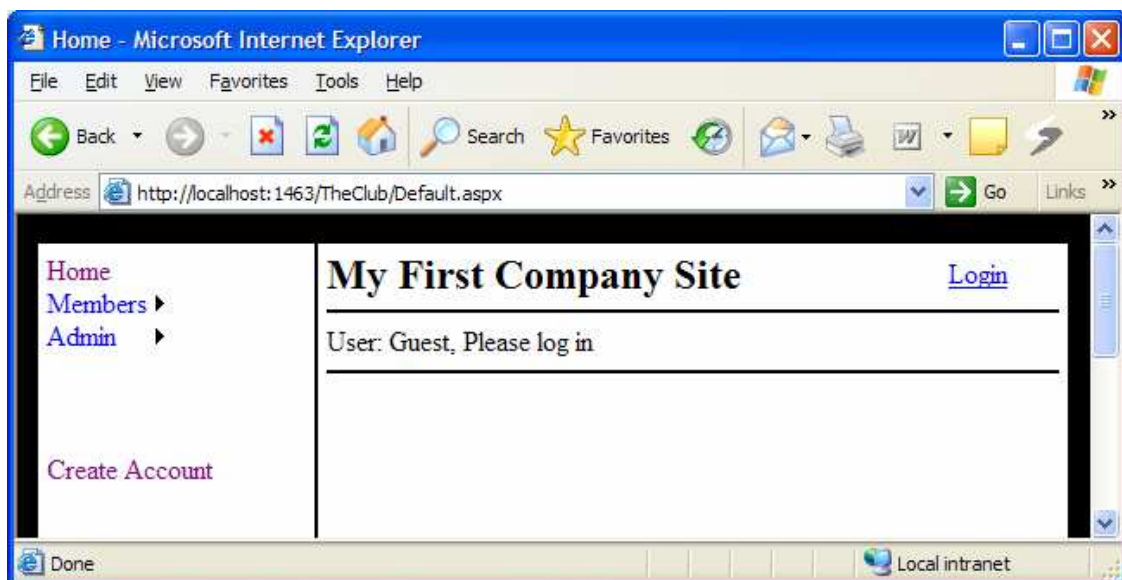 Home - Microsoft Internet Explorer
File Edit View Favorites Tools Help
Back Search Favorites W »
Address http://localhost:1463/TheClub/Default.aspx Go Links »
Home
Members
Admin
Create Account
My First Company Site Login
User: Guest, Please log in
Done Local intranet